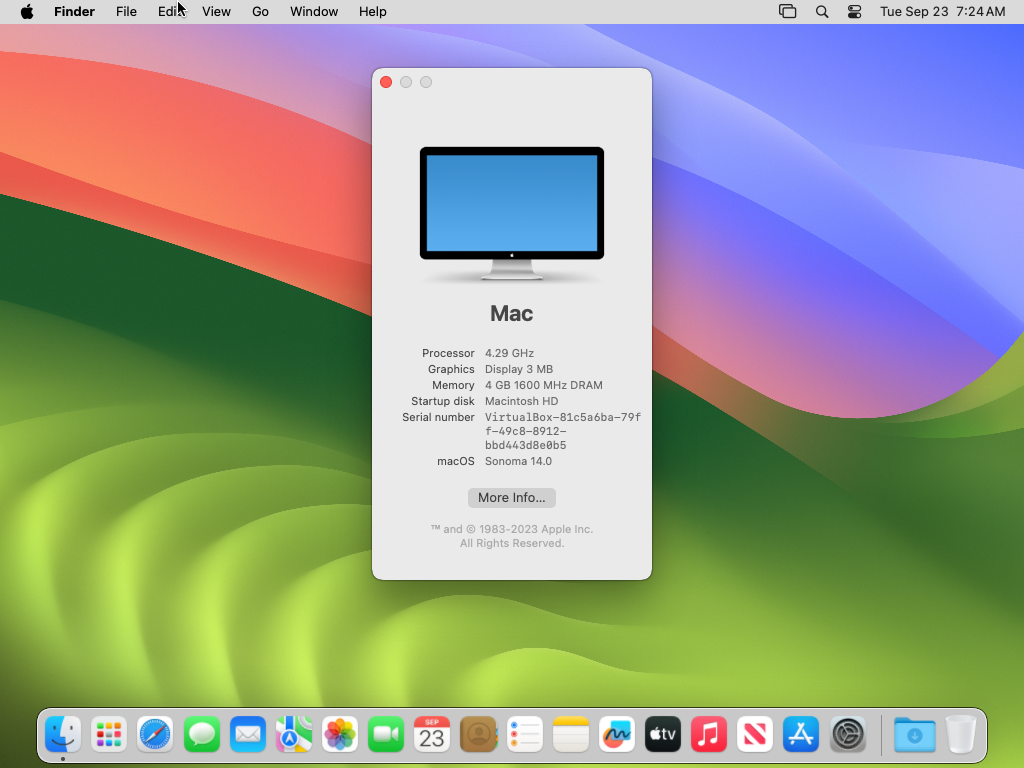 Finder File Edit View Go Window Help Tue Sep 23 7:24 AM
Mac
Processor 4.29 GHz
Graphics Display 3 MB
Memory 4 GB 1600 MHz DRAM
Startup disk Macintosh HD
Serial number VirtualBox-81c5a6ba-79f
f-49c8-8912-
bbd443d8e0b5
macOS Sonoma 14.0
More Info...
™ and © 1983-2023 Apple Inc.
All Rights Reserved.
SEP
23
tv